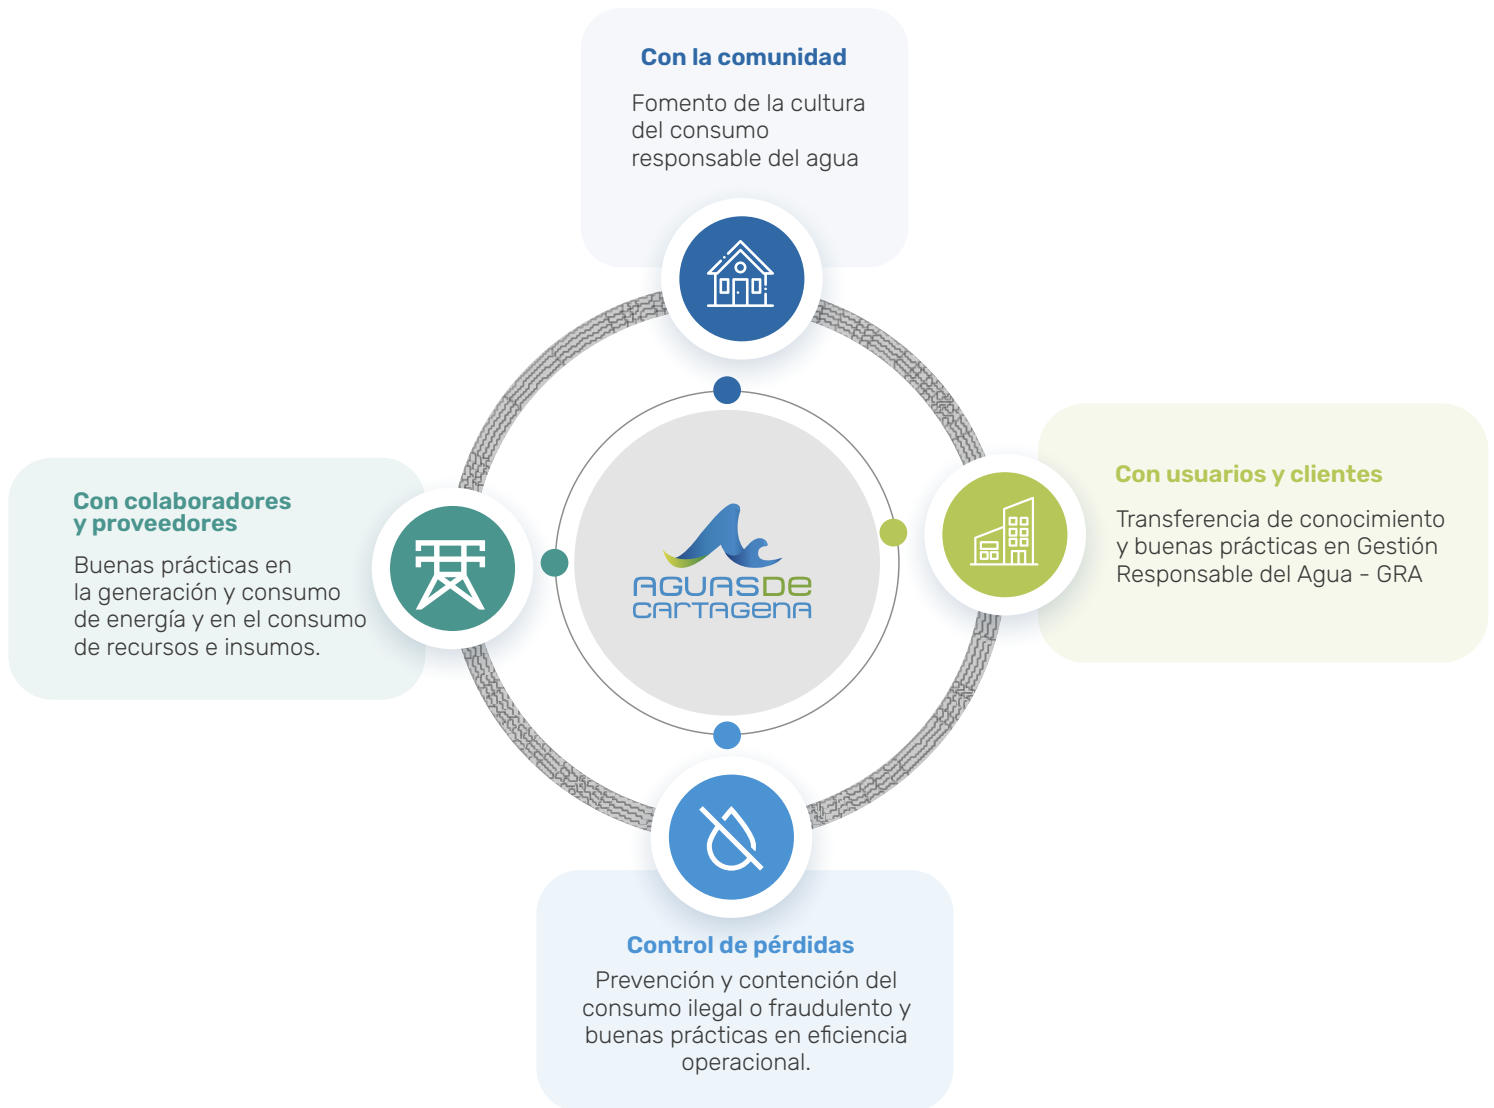 Con la comunidad
Fomento de la cultura
del consumo
responsable del agua
Con usuarios y clientes
Transferencia de conocimiento
y buenas prácticas en Gestión
Responsable del Agua - GRA
Con colaboradores
y proveedores
Buenas prácticas en
la generación y consumo
de energía y en el consumo
de recursos e insumos.
AGUASDE
CARTAGENA
Control de pérdidas
Prevención y contención del
consumo ilegal o fraudulento y
buenas prácticas en eficiencia
operacional.